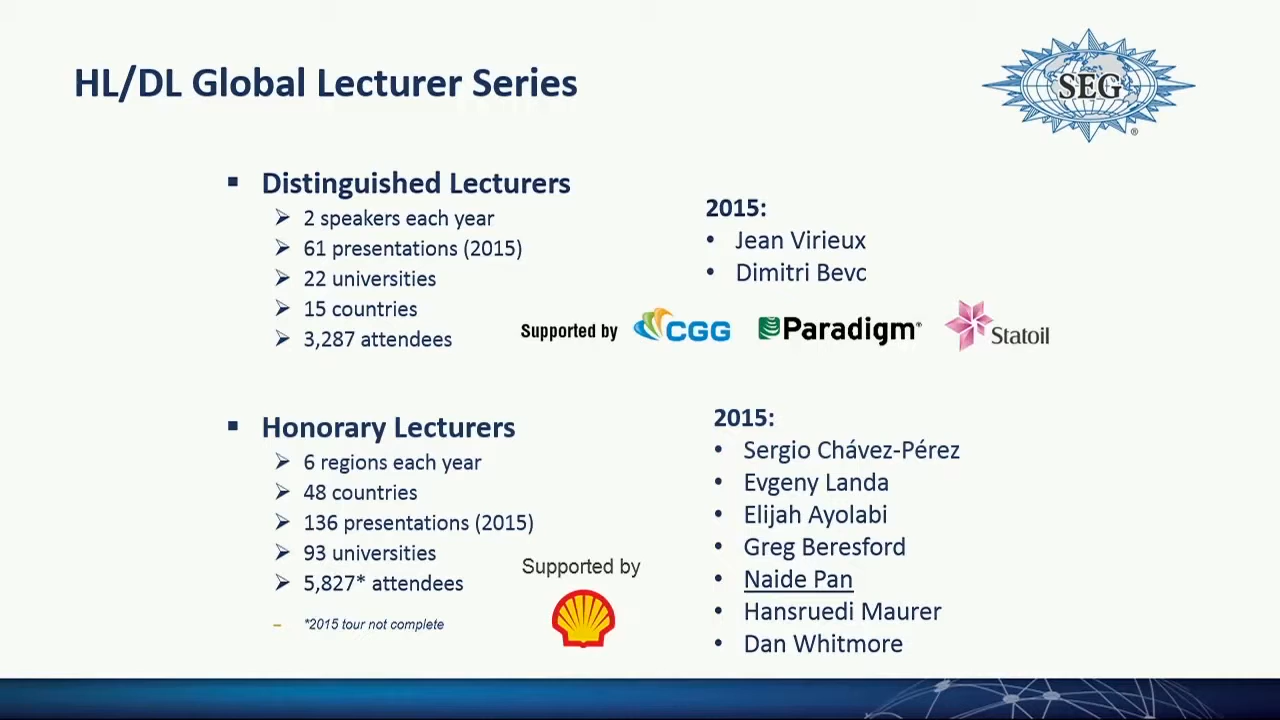 HL/DL Global Lecturer Series
SEG
®
▪ Distinguished Lecturers
➢ 2 speakers each year
➢ 61 presentations (2015)
➢ 22 universities
➢ 15 countries
➢ 3,287 attendees
2015:
• Jean Virieux
• Dimitri Bevc
Supported by CGG Paradigm® Statoil
▪ Honorary Lecturers
➢ 6 regions each year
➢ 48 countries
➢ 136 presentations (2015)
➢ 93 universities
➢ 5,827* attendees
– *2015 tour not complete
Supported by
2015:
• Sergio Chávez-Pérez
• Evgeny Landa
• Elijah Ayolabi
• Greg Beresford
• Naide Pan
• Hansruedi Maurer
• Dan Whitmore